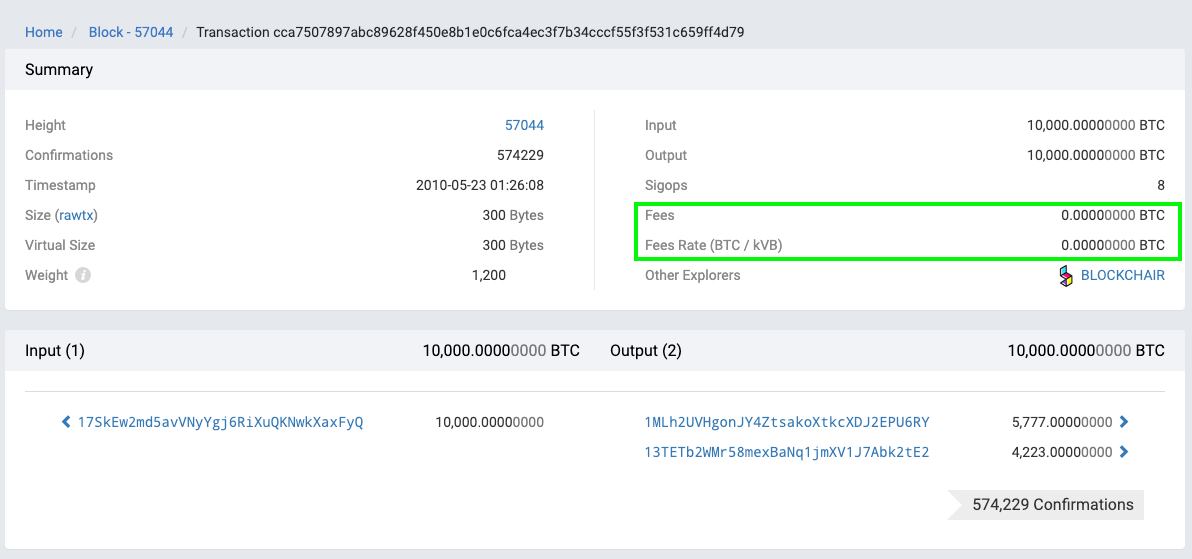 Home / Block - 57044 / Transaction cca7507897abc89628f450e8b1e0c6fca4ec3f7b34cccf55f3f531c659ff4d79
Summary
Height 57044
Confirmations 574229
Timestamp 2010-05-23 01:26:08
Size (rawtx) 300 Bytes
Virtual Size 300 Bytes
Weight i 1,200
Input 10,000.00000000 BTC
Output 10,000.00000000 BTC
Sigops 8
Fees 0.00000000 BTC
Fees Rate (BTC / kVB) 0.00000000 BTC
Other Explorers BLOCKCHAIR
Input (1) 10,000.00000000 BTC
Output (2) 10,000.00000000 BTC
17SkEw2md5avVNyYgj6RiXuQKNwkXaxFyQ 10,000.00000000
1MLh2UVHgonJY4ZtsakoXtkcXDJ2EPU6RY 5,777.00000000
13TETb2WMr58mexBaNq1jmXV1J7Abk2tE2 4,223.00000000
574,229 Confirmations